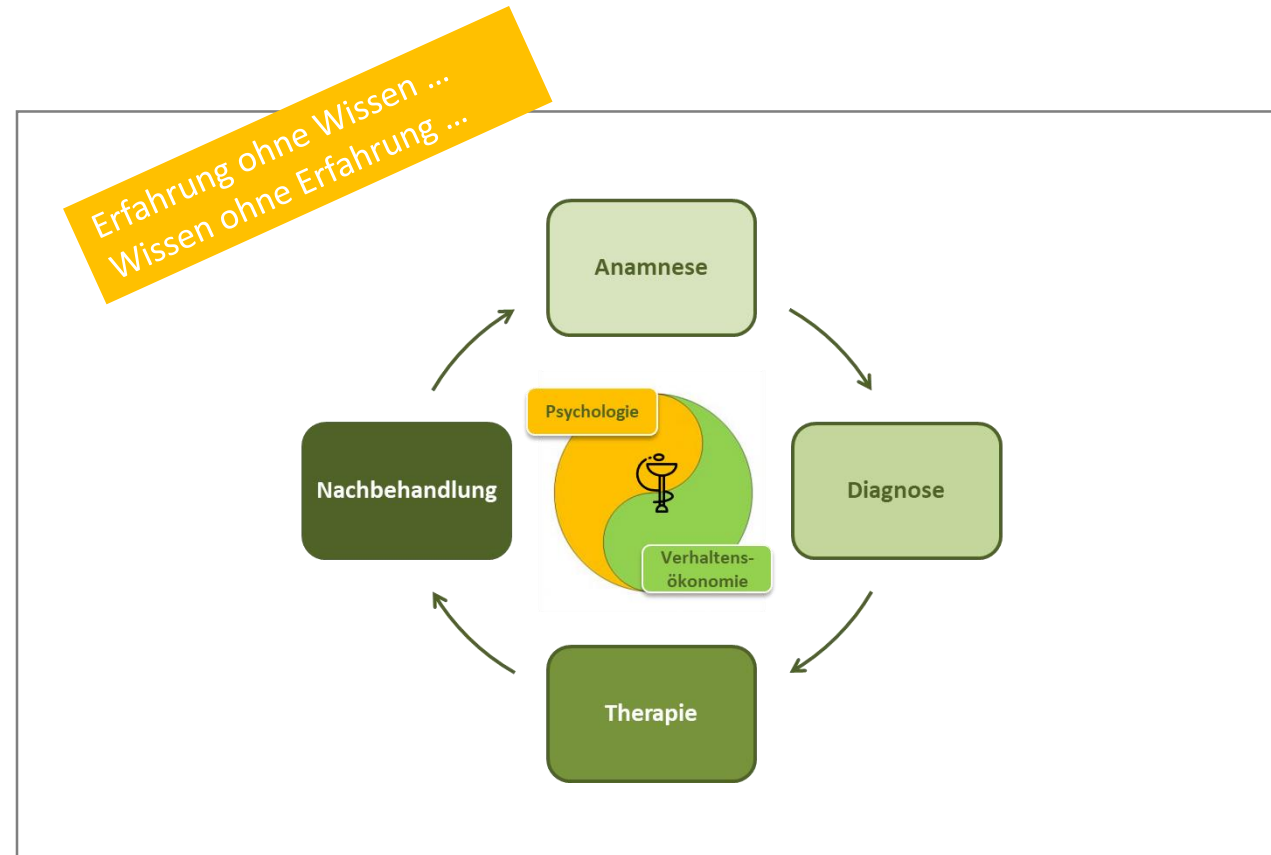 Erfahrung ohne Wissen ...
Wissen ohne Erfahrung ...
Anamnese
Psychologie
Nachbehandlung
Diagnose
Verhaltens-
ökonomie
Therapie